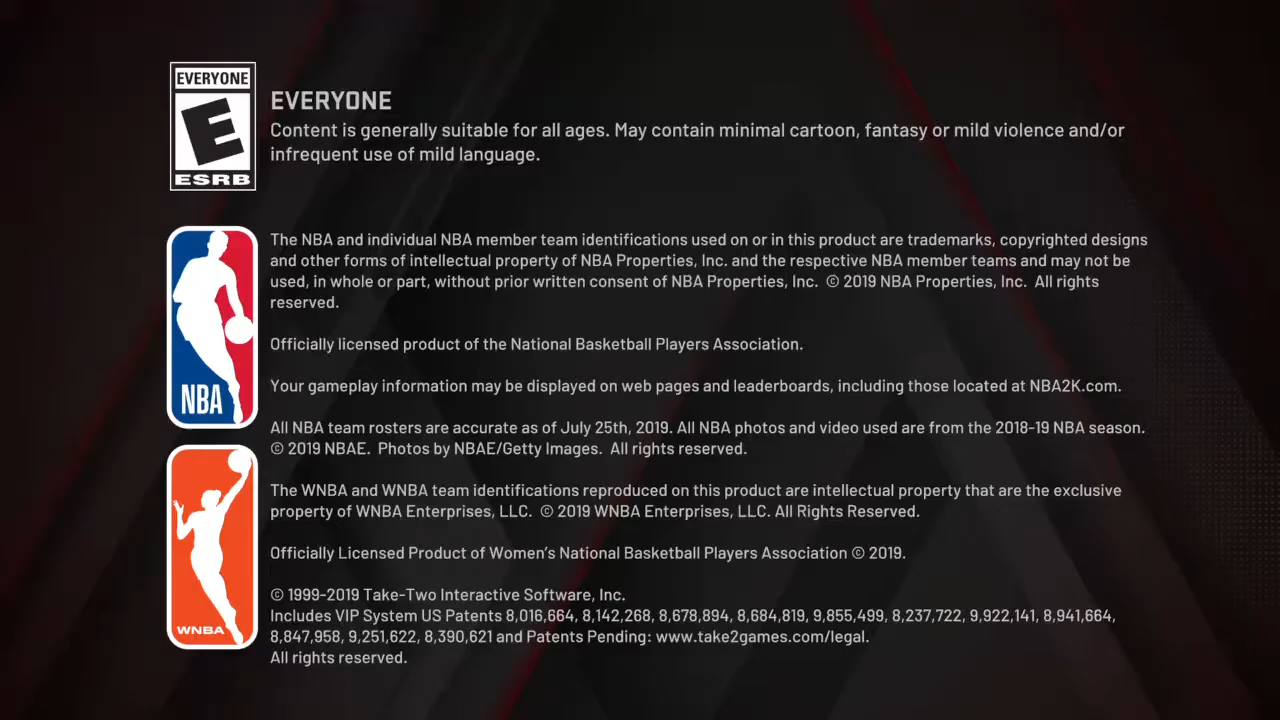 EVERYONE
E
ESRB
EVERYONE
Content is generally suitable for all ages. May contain minimal cartoon, fantasy or mild violence and/or
infrequent use of mild language.
NBA
The NBA and individual NBA member team identifications used on or in this product are trademarks, copyrighted designs
and other forms of intellectual property of NBA Properties, Inc. and the respective NBA member teams and may not be
used, in whole or part, without prior written consent of NBA Properties, Inc.  © 2019 NBA Properties, Inc.  All rights
reserved.
Officially licensed product of the National Basketball Players Association.
Your gameplay information may be displayed on web pages and leaderboards, including those located at NBA2K.com.
All NBA team rosters are accurate as of July 25th, 2019. All NBA photos and video used are from the 2018-19 NBA season.
© 2019 NBAE.  Photos by NBAE/Getty Images.  All rights reserved.
WNBA
The WNBA and WNBA team identifications reproduced on this product are intellectual property that are the exclusive
property of WNBA Enterprises, LLC.  © 2019 WNBA Enterprises, LLC. All Rights Reserved.
Officially Licensed Product of Women's National Basketball Players Association © 2019.
© 1999-2019 Take-Two Interactive Software, Inc.
Includes VIP System US Patents 8,016,664, 8,142,268, 8,678,894, 8,684,819, 9,855,499, 8,237,722, 9,922,141, 8,941,664,
8,847,958, 9,251,622, 8,390,621 and Patents Pending: www.take2games.com/legal.
All rights reserved.